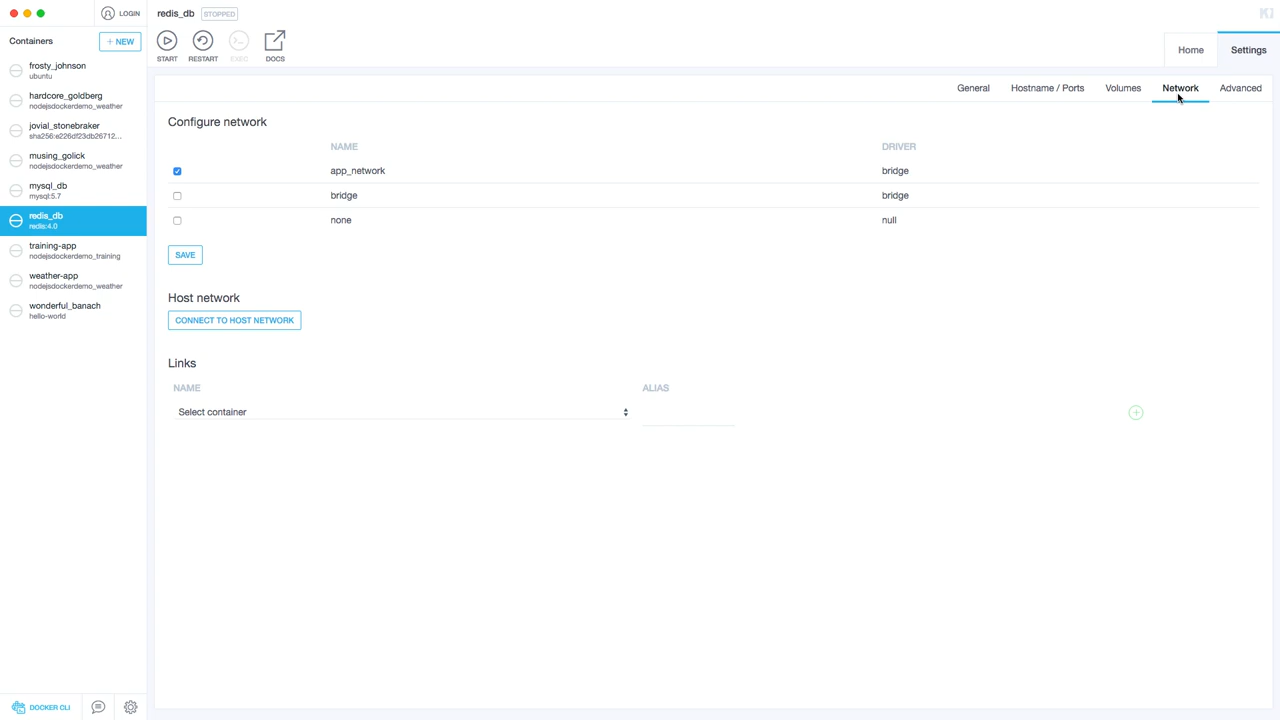 LOGIN
redis_db STOPPED
Containers
+ NEW
START
RESTART
EXEC
DOCS
Home
Settings
frosty_johnson
ubuntu
hardcore_goldberg
nodejsdockerdemo_weather
jovial_stonebraker
sha256:e226df23db26712...
musing_golick
nodejsdockerdemo_weather
mysql_db
mysql:5.7
redis_db
redis:4.0
training-app
nodejsdockerdemo_training
weather-app
nodejsdockerdemo_weather
wonderful_banach
hello-world
General
Hostname / Ports
Volumes
Network
Advanced
Configure network
NAME DRIVER
app_network bridge
bridge bridge
none null
SAVE
Host network
CONNECT TO HOST NETWORK
Links
NAME ALIAS
Select container
DOCKER CLI